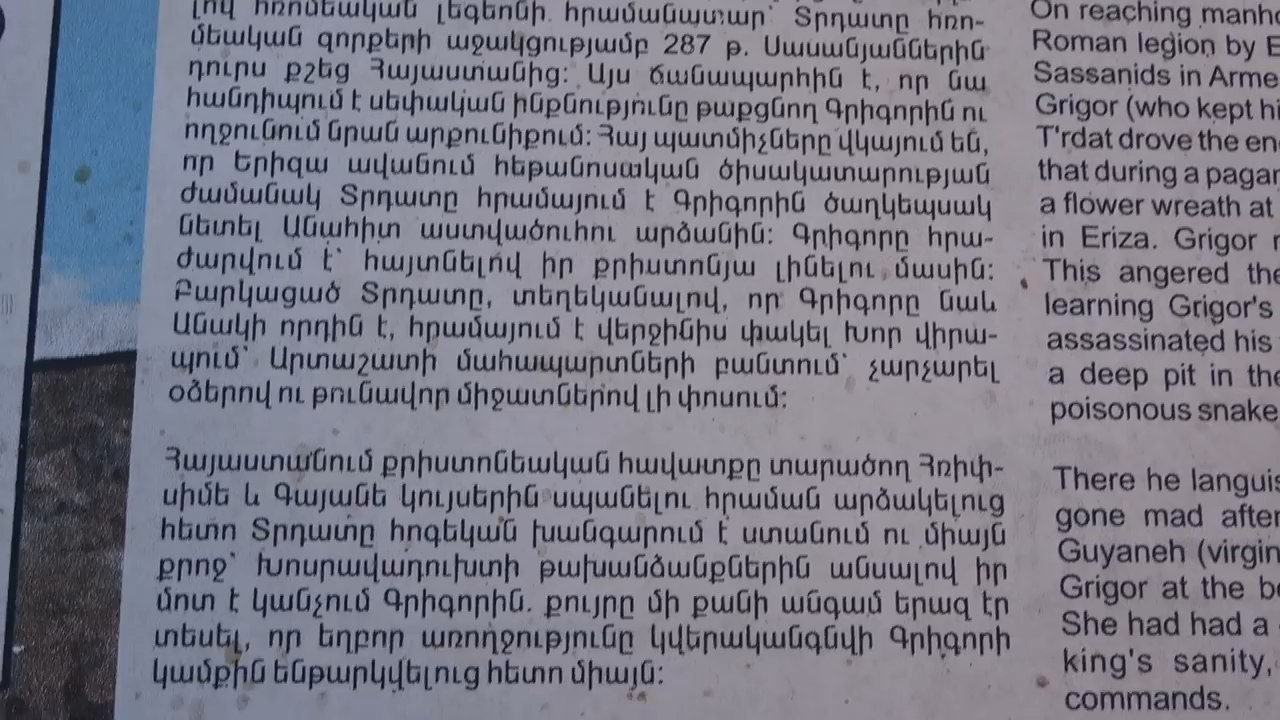 լով հռոմեական լեգեոնի հրամանատար՝ Տրդատը հռո-
մեական զորքերի աջակցությամբ 287 թ. Սասանյաններին
դուրս քշեց Հայաստանից: Այս ճանապարհին է, որ նա
հանդիպում է սեփական ինքնությունը թաքցնող Գրիգորին ու
ողջունում նրան արքունիքում: Հայ պատմիչները վկայում են,
որ Երիզա ավանում հեթանոսական ծիսակատարության
ժամանակ Տրդատը հրամայում է Գրիգորին ծաղկեպսակ
նետել Անահիտ աստվածուհու արձանին: Գրիգորը հրա-
ժարվում է՝ հայտնելով իր քրիստոնյա լինելու մասին:
Բարկացած Տրդատը, տեղեկանալով, որ Գրիգորը նաև
Անակի որդին է, հրամայում է վերջինիս փակել Խոր վիրա-
պում՝ Արտաշատի մահապարտների բանտում՝ չարչարել
օձերով ու թունավոր միջատներով լի փոսում:
Հայաստանում քրիստոնեական հավատքը տարածող Հռիփ-
սիմե և Գայանե կույսերին սպանելու հրաման արձակելուց
հետո Տրդատը հոգեկան խանգարում է ստանում ու միայն
քրոջ՝ Խոսրավադուխտի թախանձանքներին անսալով իր
մոտ է կանչում Գրիգորին. քույրը մի քանի անգամ երազ էր
տեսել, որ եղբոր առողջությունը կվերականգնվի Գրիգորի
կամքին ենթարկվելուց հետո միայն:
On reaching manho
Roman legion by E
Sassanids in Arme
Grigor (who kept hi
T'rdat drove the en
that during a pagan
a flower wreath at
in Eriza. Grigor r
This angered the
learning Grigor's
assassinated his
a deep pit in the
poisonous snake
There he languis
gone mad after
Guyaneh (virgin
Grigor at the be
She had had a
king's sanity,
commands.